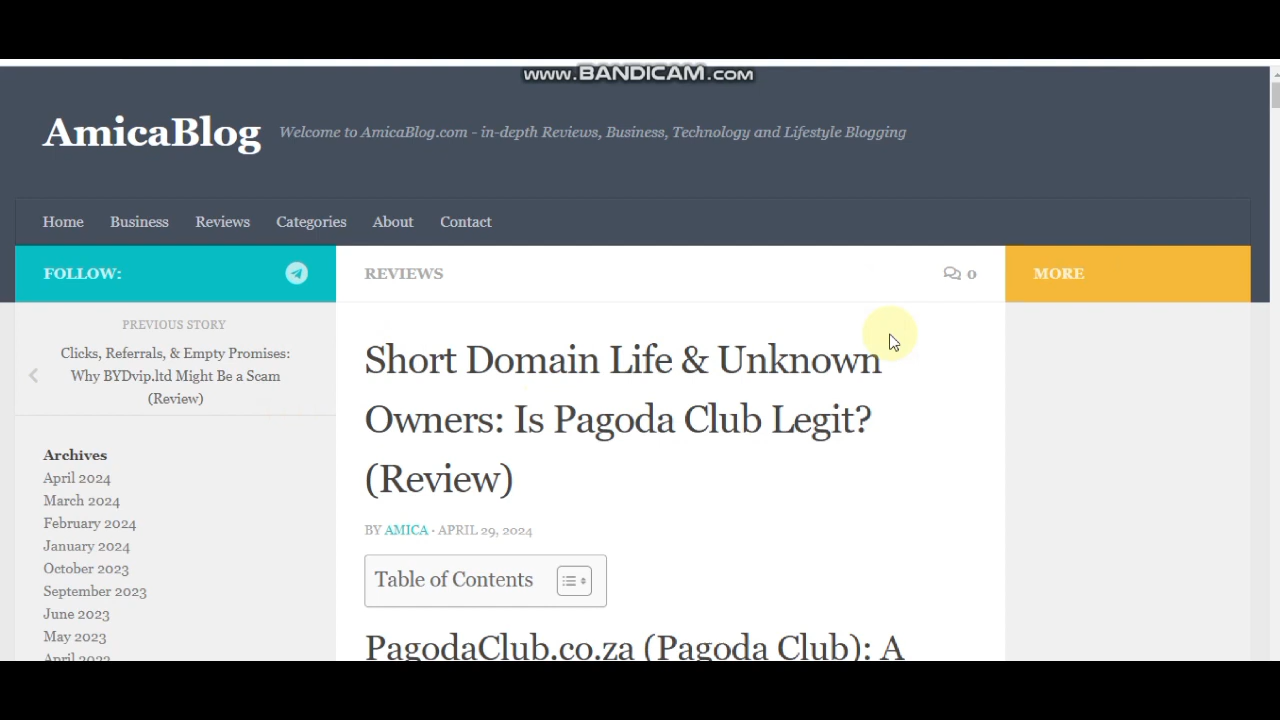 www.BANDICAM.com
AmicaBlog
Welcome to AmicaBlog.com - in-depth Reviews, Business, Technology and Lifestyle Blogging
Home Business Reviews Categories About Contact
FOLLOW:
PREVIOUS STORY
Clicks, Referrals, & Empty Promises:
Why BYDvip.ltd Might Be a Scam
(Review)
Archives
April 2024
March 2024
February 2024
January 2024
October 2023
September 2023
June 2023
May 2023
April 2023
REVIEWS
0
Short Domain Life & Unknown
Owners: Is Pagoda Club Legit?
(Review)
BY AMICA · APRIL 29, 2024
Table of Contents
PagodaClub.co.za (Pagoda Club): A
MORE